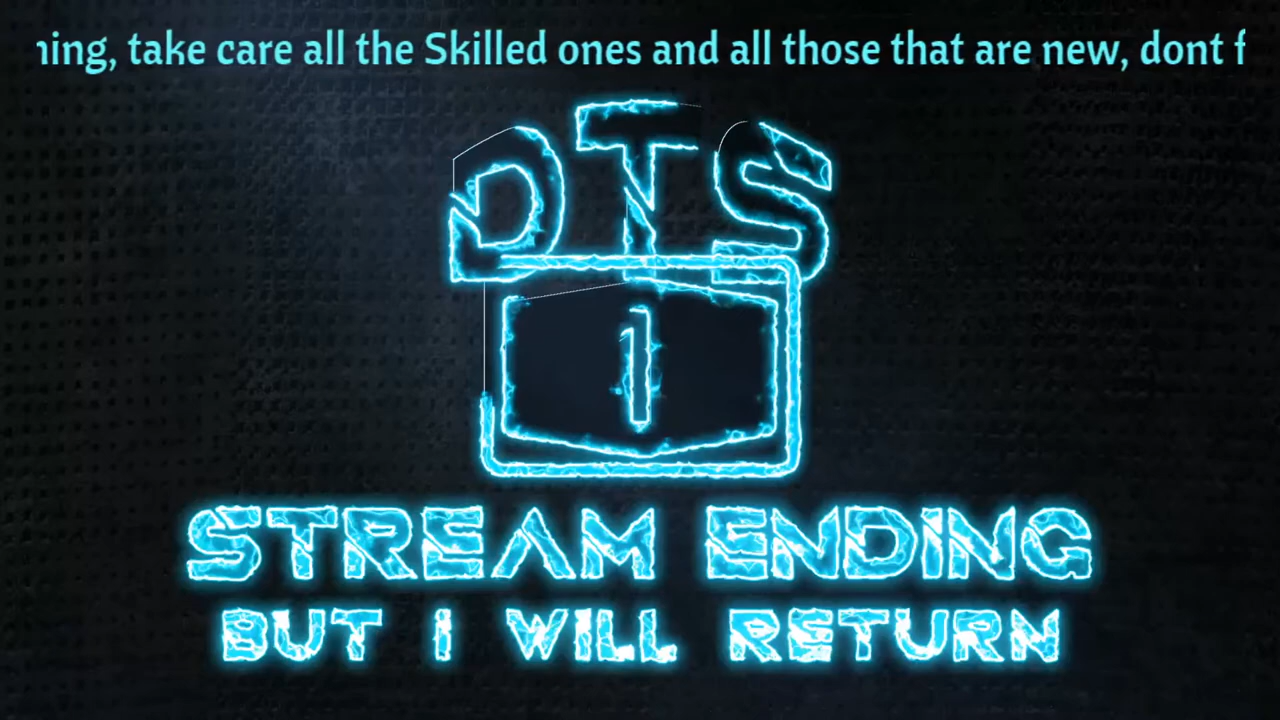 take care all the Skilled ones and all those that are new, dont
DTS
1
STREAM ENDING
BUT I WILL RETURN